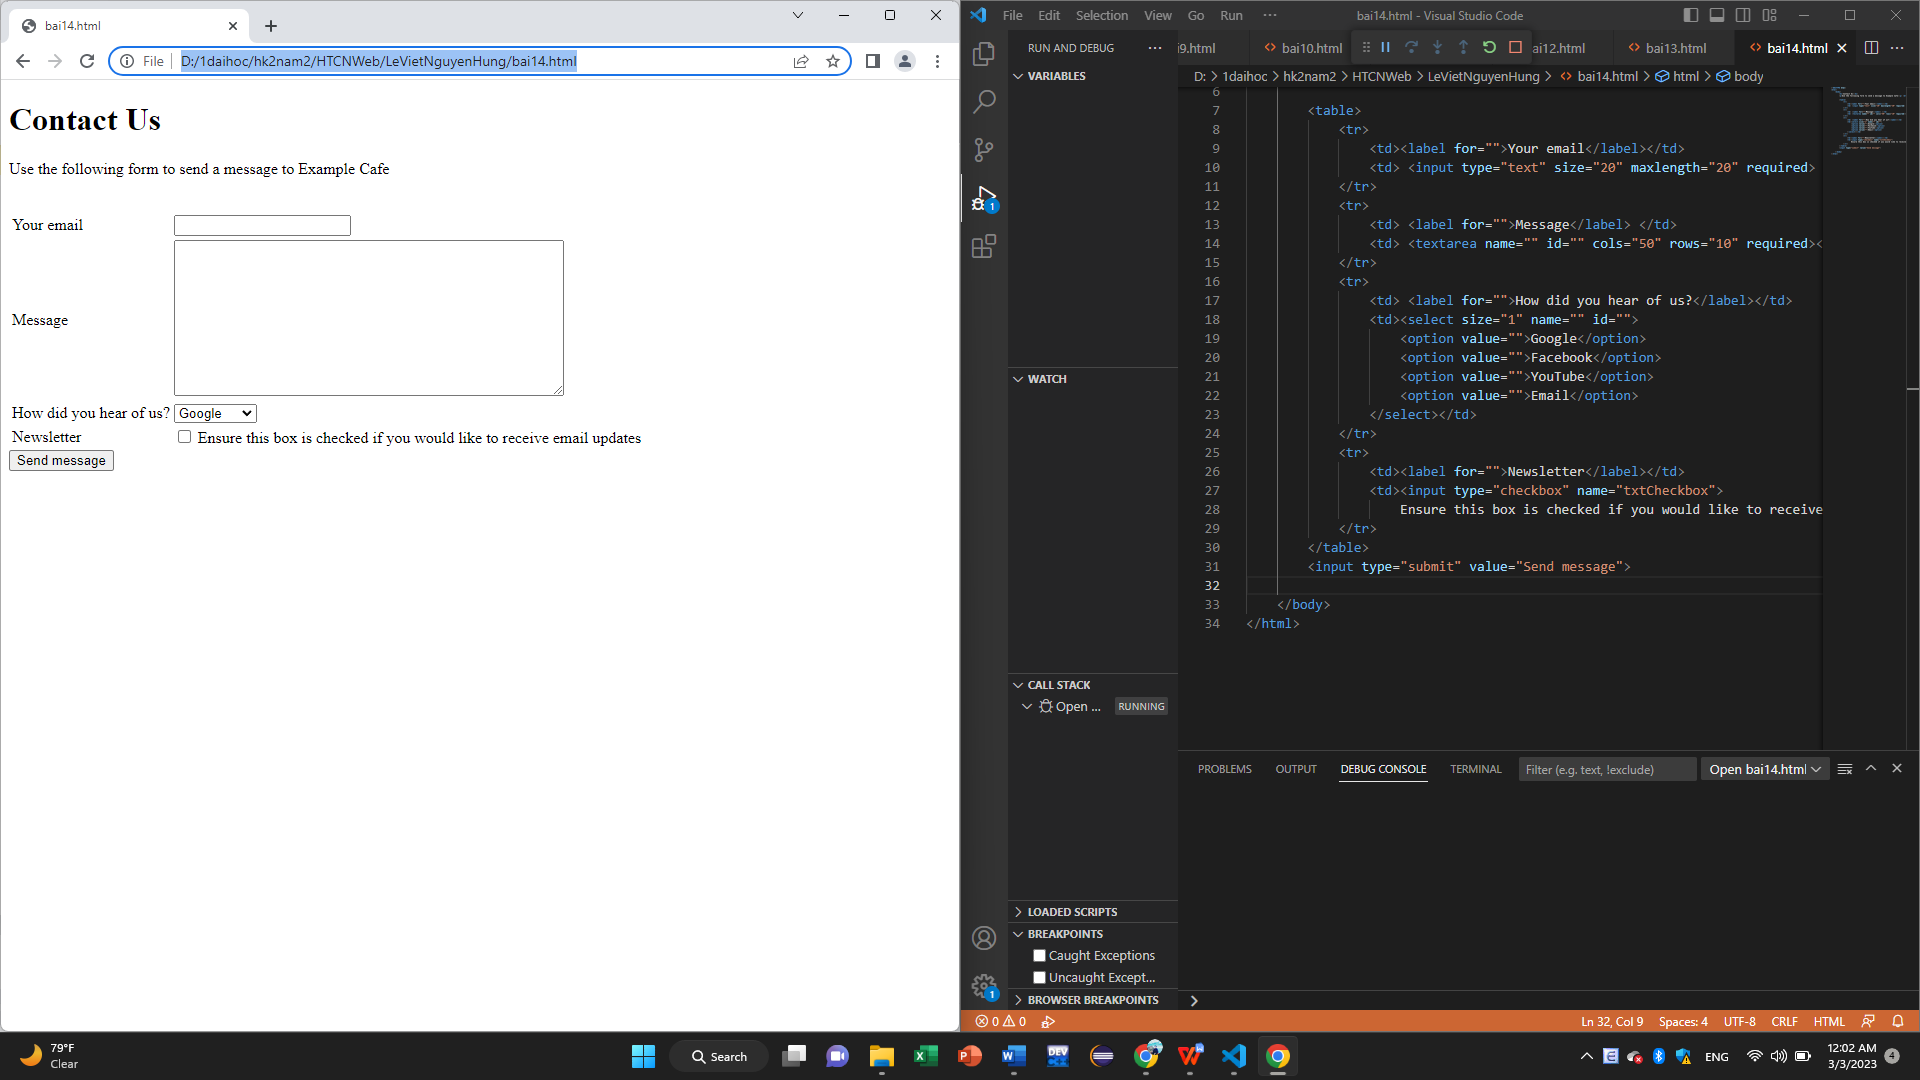 bai14.html
File D:/1daihoc/hk2nam2/HTCNWeb/LeVietNguyenHung/bai14.html
Contact Us
Use the following form to send a message to Example Cafe
Your email
Message
How did you hear of us? Google
Newsletter Ensure this box is checked if you would like to receive email updates
Send message
File Edit Selection View Go Run ··· bai14.html - Visual Studio Code
RUN AND DEBUG ···
i9.html bai10.html ai12.html bai13.html bai14.html ···
D: > 1daihoc > hk2nam2 > HTCNWeb > LeVietNguyenHung > bai14.html > html > body
VARIABLES
WATCH
CALL STACK
Open ... RUNNING
LOADED SCRIPTS
BREAKPOINTS
Caught Exceptions
Uncaught Except...
BROWSER BREAKPOINTS
1
1
6
7 <table>
8 <tr>
9 <td><label for="">Your email</label></td>
10 <td> <input type="text" size="20" maxlength="20" required>
11 </tr>
12 <tr>
13 <td> <label for="">Message</label> </td>
14 <td> <textarea name="" id="" cols="50" rows="10" required><
15 </tr>
16 <tr>
17 <td> <label for="">How did you hear of us?</label></td>
18 <td><select size="1" name="" id="">
19 <option value="">Google</option>
20 <option value="">Facebook</option>
21 <option value="">YouTube</option>
22 <option value="">Email</option>
23 </select></td>
24 </tr>
25 <tr>
26 <td><label for="">Newsletter</label></td>
27 <td><input type="checkbox" name="txtCheckbox">
28 Ensure this box is checked if you would like to receive
29 </tr>
30 </table>
31 <input type="submit" value="Send message">
32
33 </body>
34 </html>
PROBLEMS OUTPUT DEBUG CONSOLE TERMINAL Filter (e.g. text, !exclude) Open bai14.html
0 0 Ln 32, Col 9 Spaces: 4 UTF-8 CRLF HTML
79°F
Clear
Search
DEV
ENG
12:02 AM
3/3/2023
4